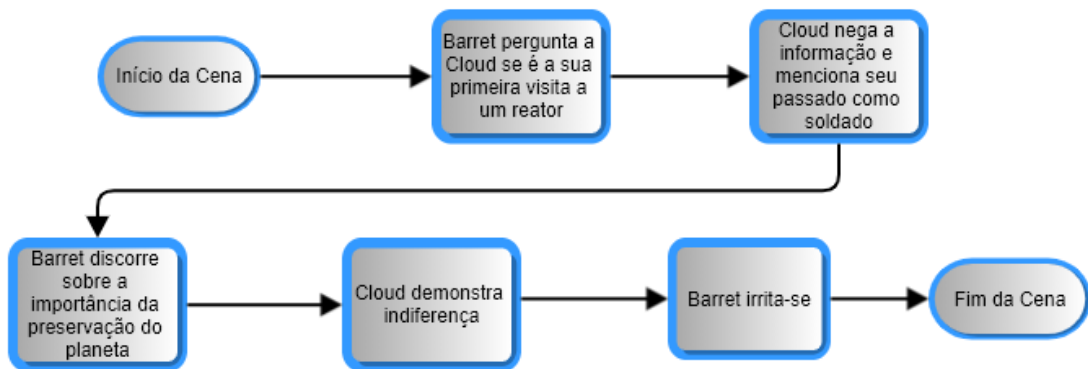 Início da Cena
Barret pergunta a
Cloud se é a sua
primeira visita a
um reator
Cloud nega a
informação e
menciona seu
passado como
soldado
Barret discorre
sobre a
importância da
preservação do
planeta
Cloud demonstra
indiferença
Barret irrita-se
Fim da Cena